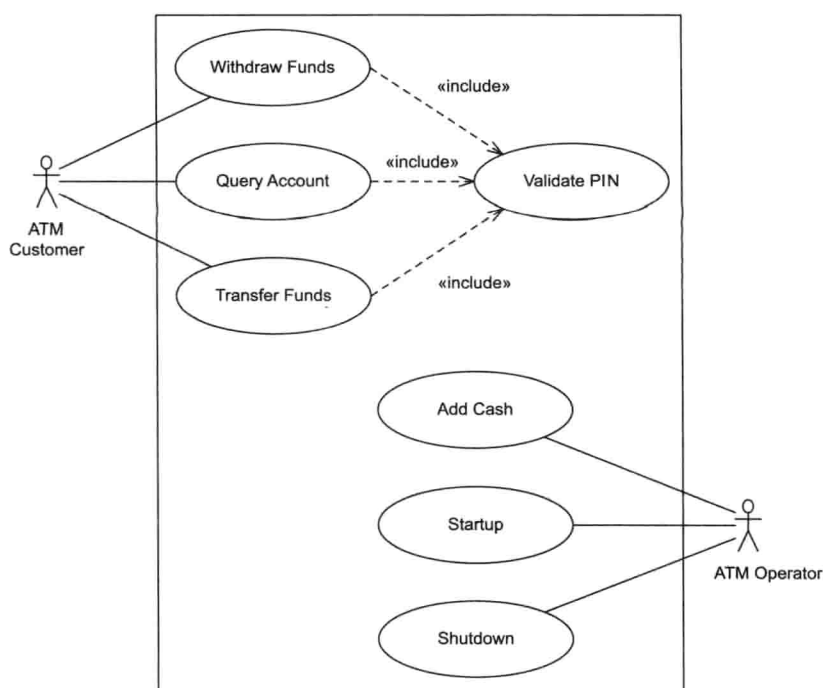 Withdraw Funds
«include»
Query Account
«include»
Validate PIN
ATM
Customer
Transfer Funds
«include»
Add Cash
Startup
ATM Operator
Shutdown